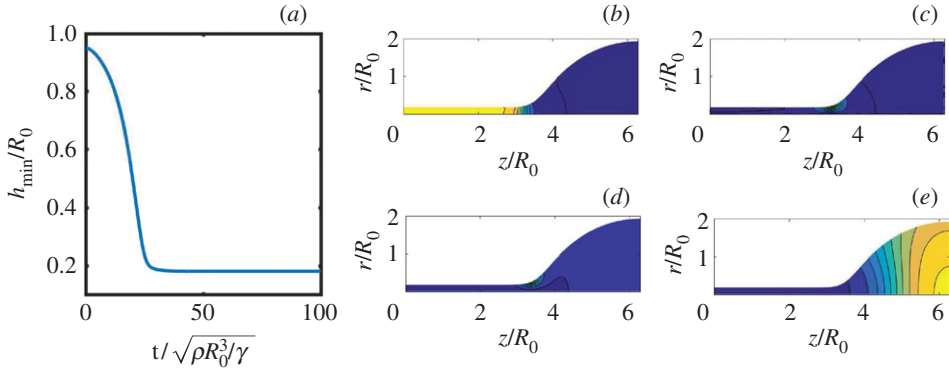 (a)
1.0
0.8
0.6
0.4
0.2
h_min/R_0
0 50 100
t/√ρR_0^3/γ
(b)
2
1
r/R_0
0 2 4 6
z/R_0
(c)
2
1
r/R_0
0 2 4 6
z/R_0
(d)
2
1
r/R_0
0 2 4 6
z/R_0
(e)
2
1
r/R_0
0 2 4 6
z/R_0